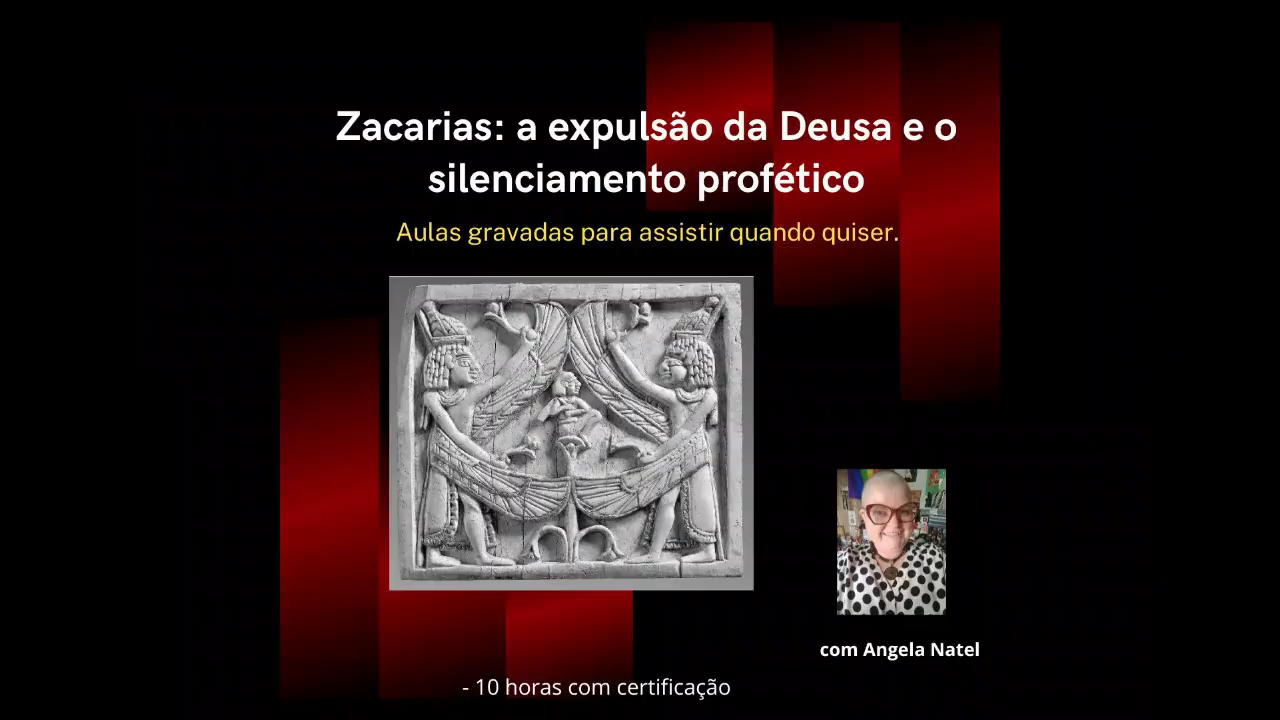 Zacarias: a expulsão da Deusa e o
silenciamento profético
Aulas gravadas para assistir quando quiser.
com Angela Natel
- 10 horas com certificação